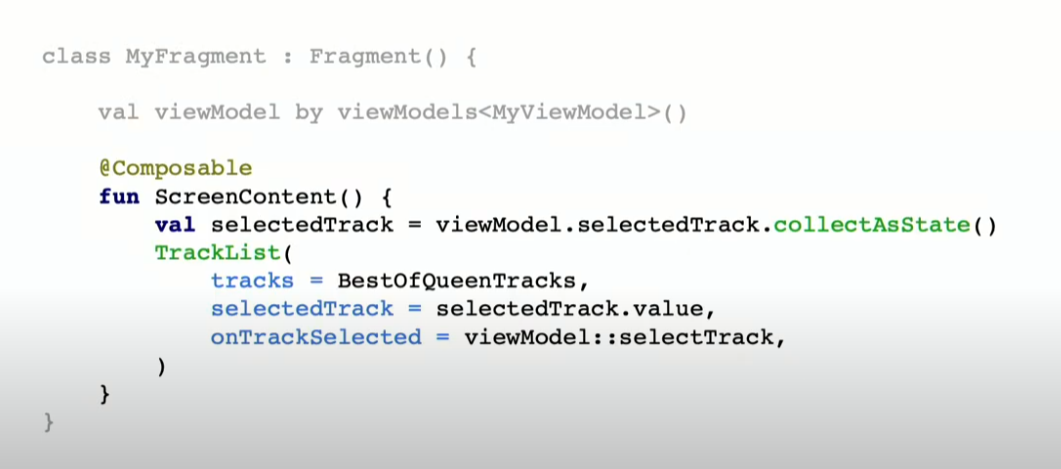 class MyFragment : Fragment() {
val viewModel by viewModels<MyViewModel>()
@Composable
fun ScreenContent() {
val selectedTrack = viewModel.selectedTrack.collectAsState()
TrackList(
tracks = BestOfQueenTracks,
selectedTrack = selectedTrack.value,
onTrackSelected = viewModel::selectTrack,
)
}
}